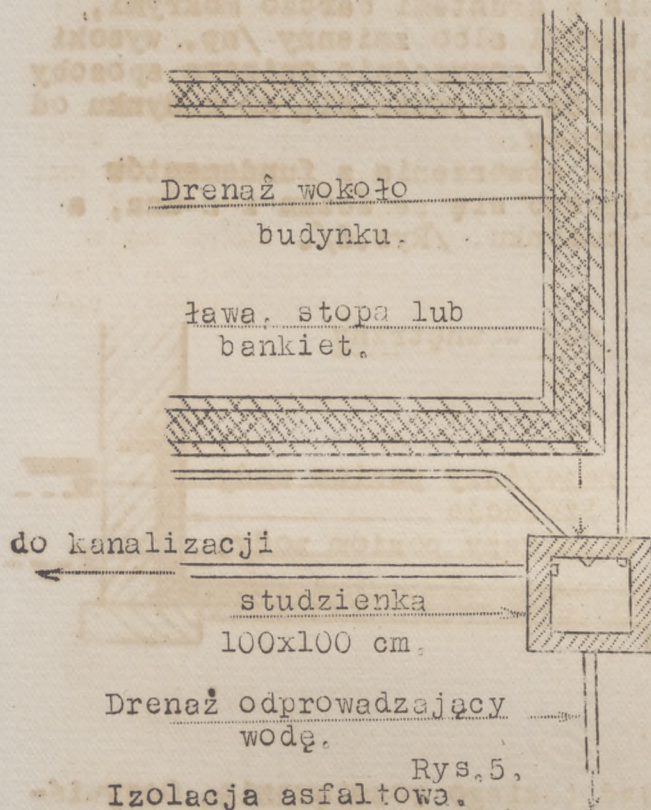 Drenaż wokoło
budynku.
ława, stopa lub
bankiet.
do kanalizacji
studzienka
100x100 cm.
Drenaż odprowadzający
wodę.
Rys.5.
Izolacja asfaltowa.